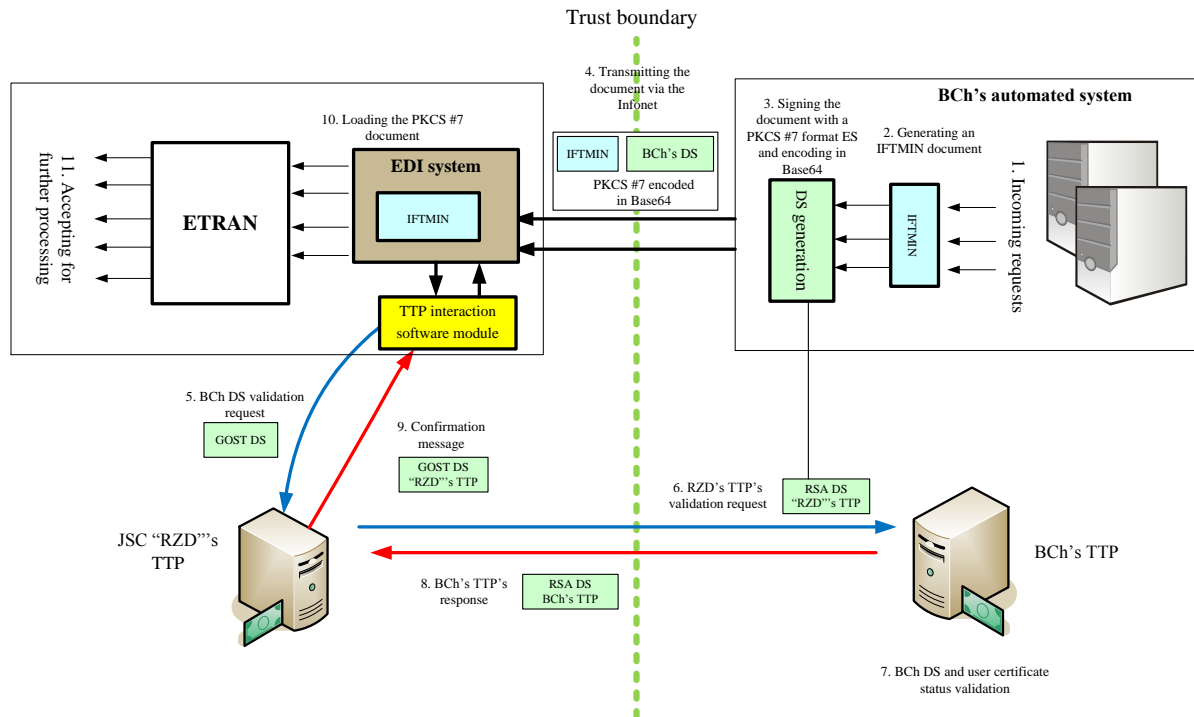 Trust boundary
4. Transmitting the
document via the
Infonet
IFTMIN
BCh's DS
PKCS #7 encoded
in Base64
BCh's automated system
3. Signing the
document with a
PKCS #7 format ES
and encoding in
Base64
2. Generating an
IFTMIN document
1. Incoming requests
IFTMIN
DS generation
10. Loading the PKCS #7
document
EDI system
IFTMIN
ETRAN
11. Accepting for
further processing
TTP interaction
software module
5. BCh DS validation
request
GOST DS
9. Confirmation
message
GOST DS
"RZD"'s TTP
6. RZD's TTP's
validation request
RSA DS
"RZD"'s TTP
JSC "RZD"'s
TTP
BCh's TTP
8. BCh's TTP's
response
RSA DS
BCh's TTP
7. BCh DS and user certificate
status validation